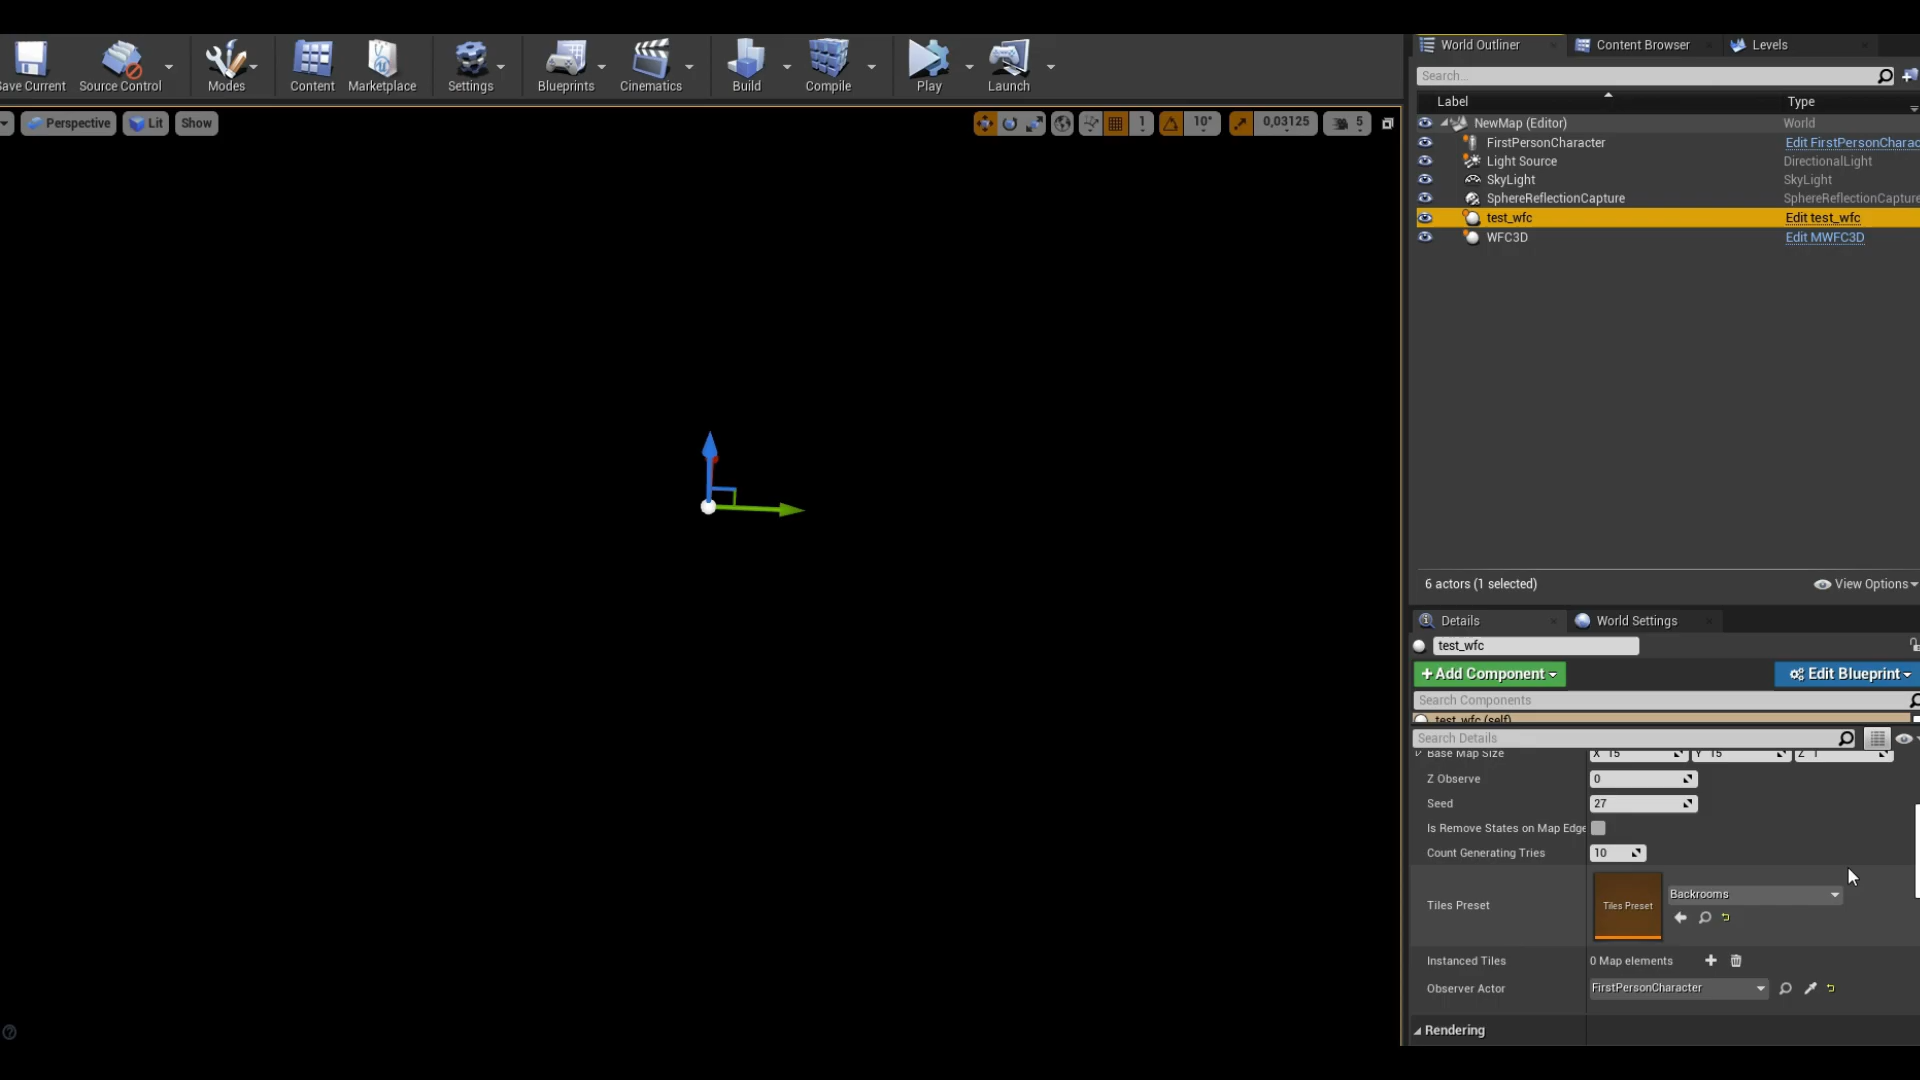 World Outliner
Content Browser
Levels
Save Current
Source Control
Modes
Content
Marketplace
Settings
Blueprints
Cinematics
Build
Compile
Play
Launch
Search...
Label
Type
Perspective
Lit
Show
1
10°
0,03125
5
NewMap (Editor)
World
FirstPersonCharacter
Edit FirstPersonCharac
Light Source
DirectionalLight
SkyLight
SkyLight
SphereReflectionCapture
SphereReflectionCapture
test_wfc
Edit test_wfc
WFC3D
Edit MWFC3D
6 actors (1 selected)
View Options
Details
World Settings
test_wfc
+Add Component
Edit Blueprint
Search Components
test_wfc (self)
Search Details
Base Map Size
X 15
Y 15
Z 1
Z Observe
0
Seed
27
Is Remove States on Map Edge
Count Generating Tries
10
Tiles Preset
Tiles Preset
Backrooms
Instanced Tiles
0 Map elements
Observer Actor
FirstPersonCharacter
Rendering